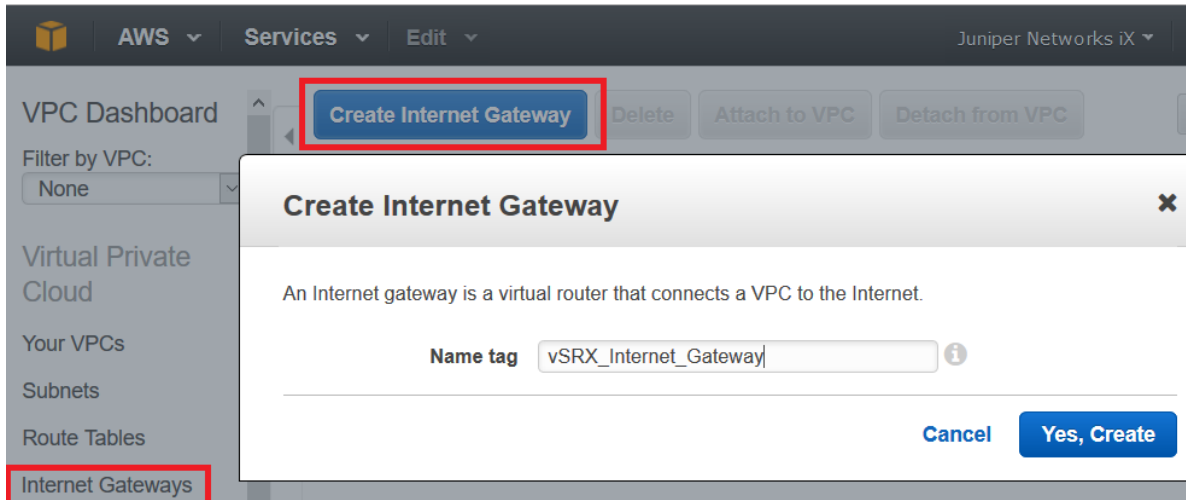 AWS Services Edit Juniper Networks iX
VPC Dashboard
Create Internet Gateway Delete Attach to VPC Detach from VPC
Filter by VPC:
None
Create Internet Gateway
Virtual Private
Cloud
An Internet gateway is a virtual router that connects a VPC to the Internet.
Your VPCs
Name tag vSRX_Internet_Gateway
Subnets
Route Tables
Cancel Yes, Create
Internet Gateways